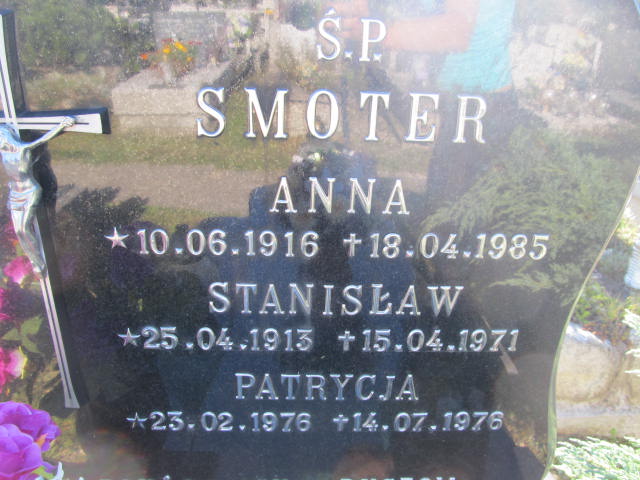 Ś.P.
SMOTER
ANNA
★10.06.1916 ✝18.04.1985
STANISŁAW
★25.04.1913 ✝15.04.1971
PATRYCJA
★23.02.1976 ✝14.07.1976